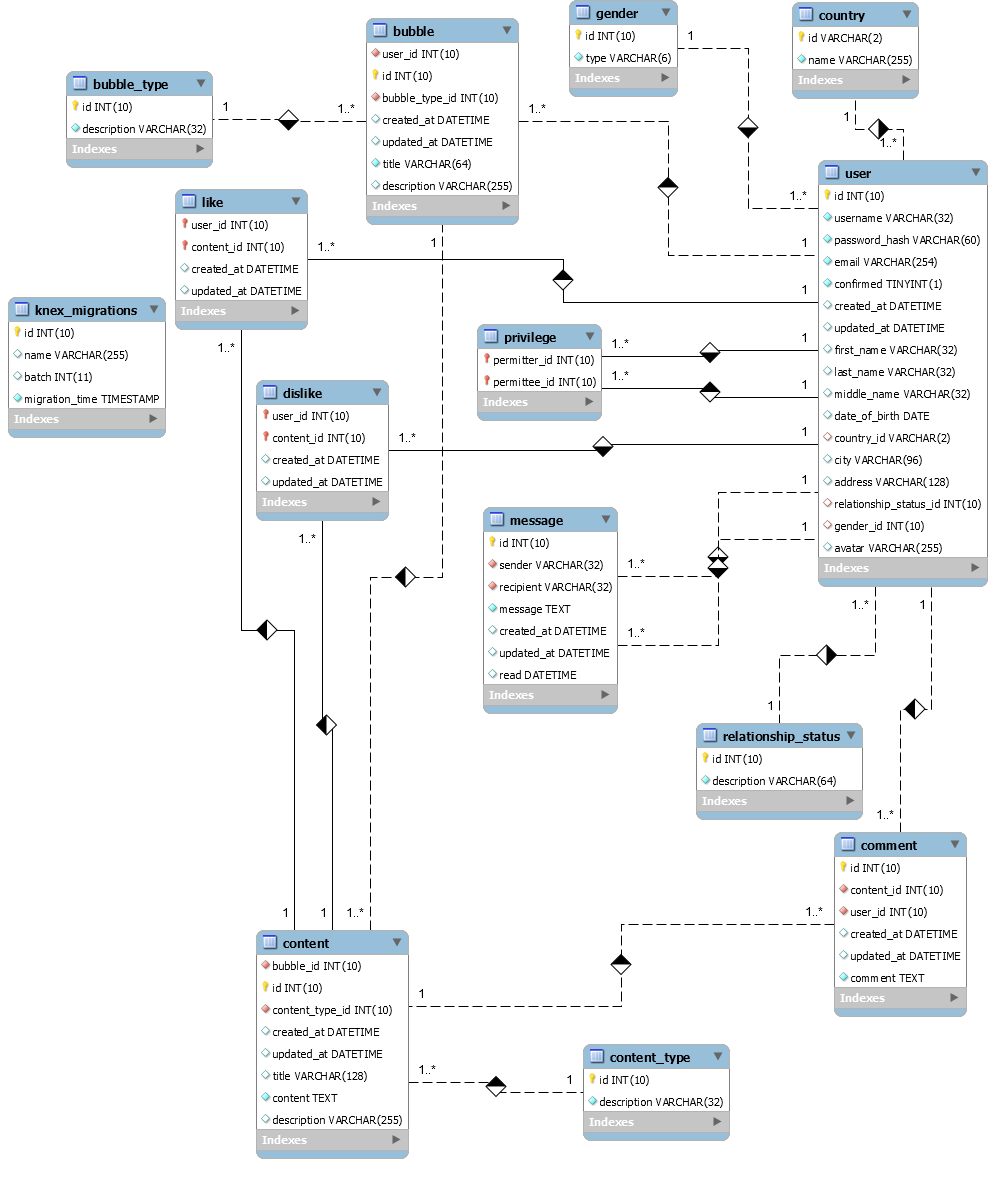 gender
id INT(10)
type VARCHAR(6)
Indexes
country
id VARCHAR(2)
name VARCHAR(255)
Indexes
bubble
user_id INT(10)
id INT(10)
bubble_type_id INT(10)
created_at DATETIME
updated_at DATETIME
title VARCHAR(64)
description VARCHAR(255)
Indexes
bubble_type
id INT(10)
description VARCHAR(32)
Indexes
1
1..*
1..*
1
1
1..*
1..*
1
user
id INT(10)
username VARCHAR(32)
password_hash VARCHAR(60)
email VARCHAR(254)
confirmed TINYINT(1)
created_at DATETIME
updated_at DATETIME
first_name VARCHAR(32)
last_name VARCHAR(32)
middle_name VARCHAR(32)
date_of_birth DATE
country_id VARCHAR(2)
city VARCHAR(96)
address VARCHAR(128)
relationship_status_id INT(10)
gender_id INT(10)
avatar VARCHAR(255)
Indexes
like
user_id INT(10)
content_id INT(10)
created_at DATETIME
updated_at DATETIME
Indexes
1..*
1
1
1..*
knex_migrations
id INT(10)
name VARCHAR(255)
batch INT(11)
migration_time TIMESTAMP
Indexes
privilege
permitter_id INT(10)
permittee_id INT(10)
Indexes
1..*
1
1..*
1
dislike
user_id INT(10)
content_id INT(10)
created_at DATETIME
updated_at DATETIME
Indexes
1..*
1
1..*
message
id INT(10)
sender VARCHAR(32)
recipient VARCHAR(32)
message TEXT
created_at DATETIME
updated_at DATETIME
read DATETIME
Indexes
1
1
1..*
1..*
1..*
1
1
relationship_status
id INT(10)
description VARCHAR(64)
Indexes
1..*
comment
id INT(10)
content_id INT(10)
user_id INT(10)
created_at DATETIME
updated_at DATETIME
comment TEXT
Indexes
1
1
1..*
1..*
content
bubble_id INT(10)
id INT(10)
content_type_id INT(10)
created_at DATETIME
updated_at DATETIME
title VARCHAR(128)
content TEXT
description VARCHAR(255)
Indexes
1
1..*
1
content_type
id INT(10)
description VARCHAR(32)
Indexes